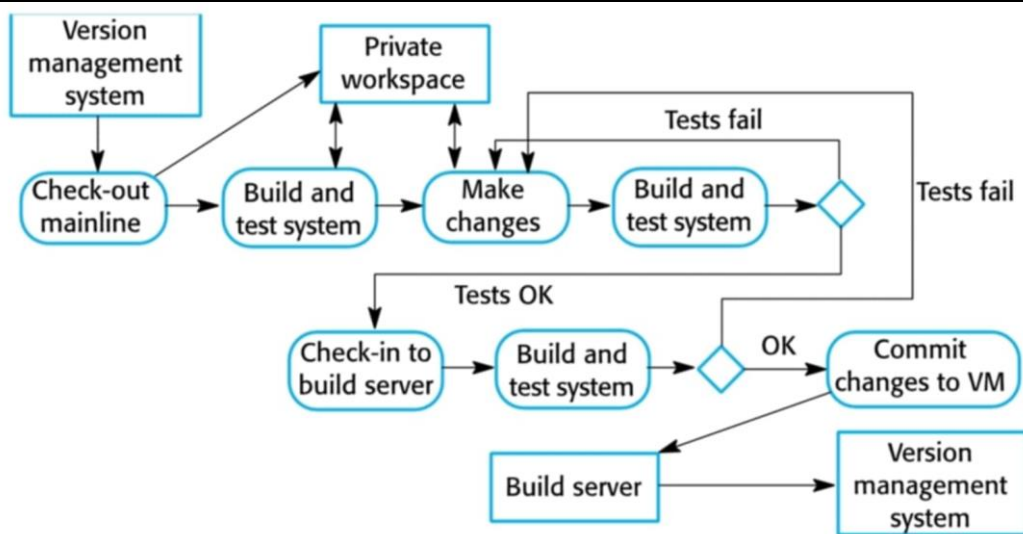 Version
management
system
Private
workspace
Tests fail
Check-out
mainline
Build and
test system
Make
changes
Build and
test system
Tests fail
Tests OK
Check-in to
build server
Build and
test system
OK
Commit
changes to VM
Build server
Version
management
system